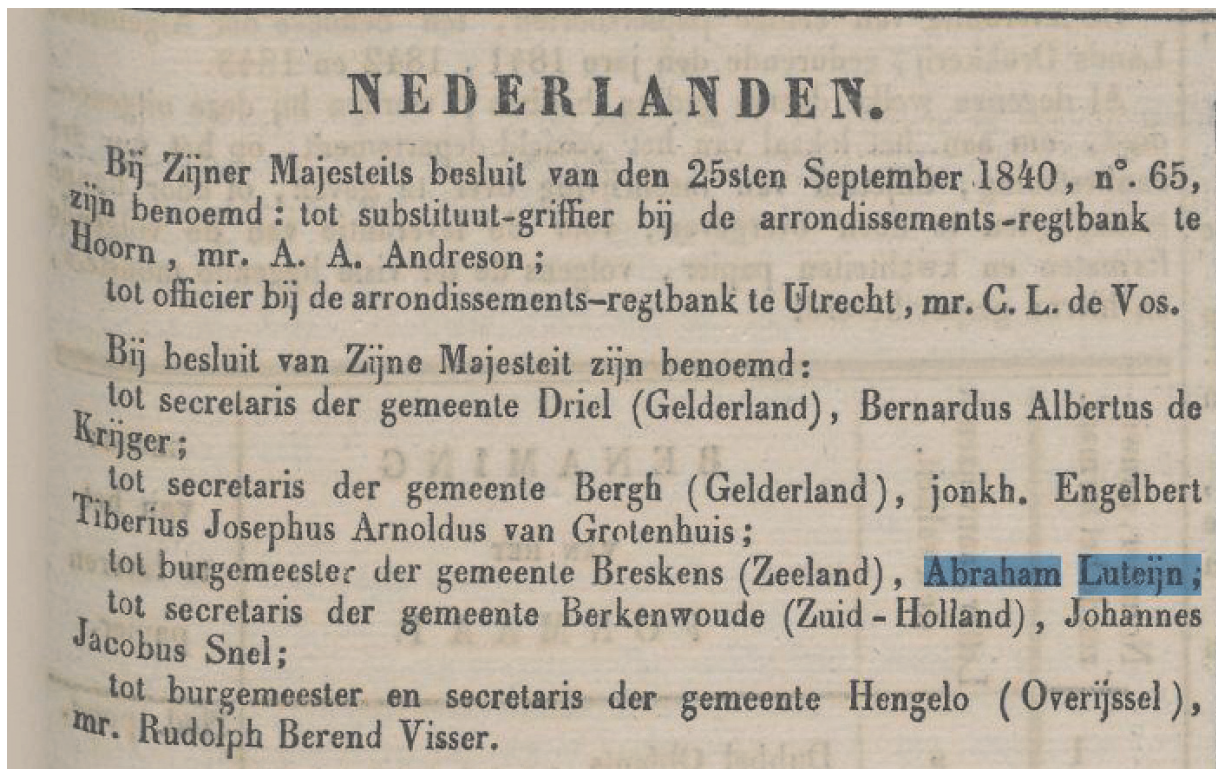 NEDERLANDEN.
Bij Zijner Majesteits besluit van den 25sten September 1840, n°. 65,
zijn benoemd: tot substituut-griffier bij de arrondissements-regtbank te
Hoorn, mr. A. A. Andreson;
tot officier bij de arrondissements-regtbank te Utrecht, mr. C. L. de Vos.
Bij besluit van Zijne Majesteit zijn benoemd:
tot secretaris der gemeente Driel (Gelderland), Bernardus Albertus de
Krijger;
tot secretaris der gemeente Bergh (Gelderland), jonkh. Engelbert
Tiberius Josephus Arnoldus van Grotenhuis;
tot burgemeester der gemeente Breskens (Zeeland), Abraham Luteijn;
tot secretaris der gemeente Berkenwoude (Zuid-Holland), Johannes
Jacobus Snel;
tot burgemeester en secretaris der gemeente Hengelo (Overijssel),
mr. Rudolph Berend Visser.